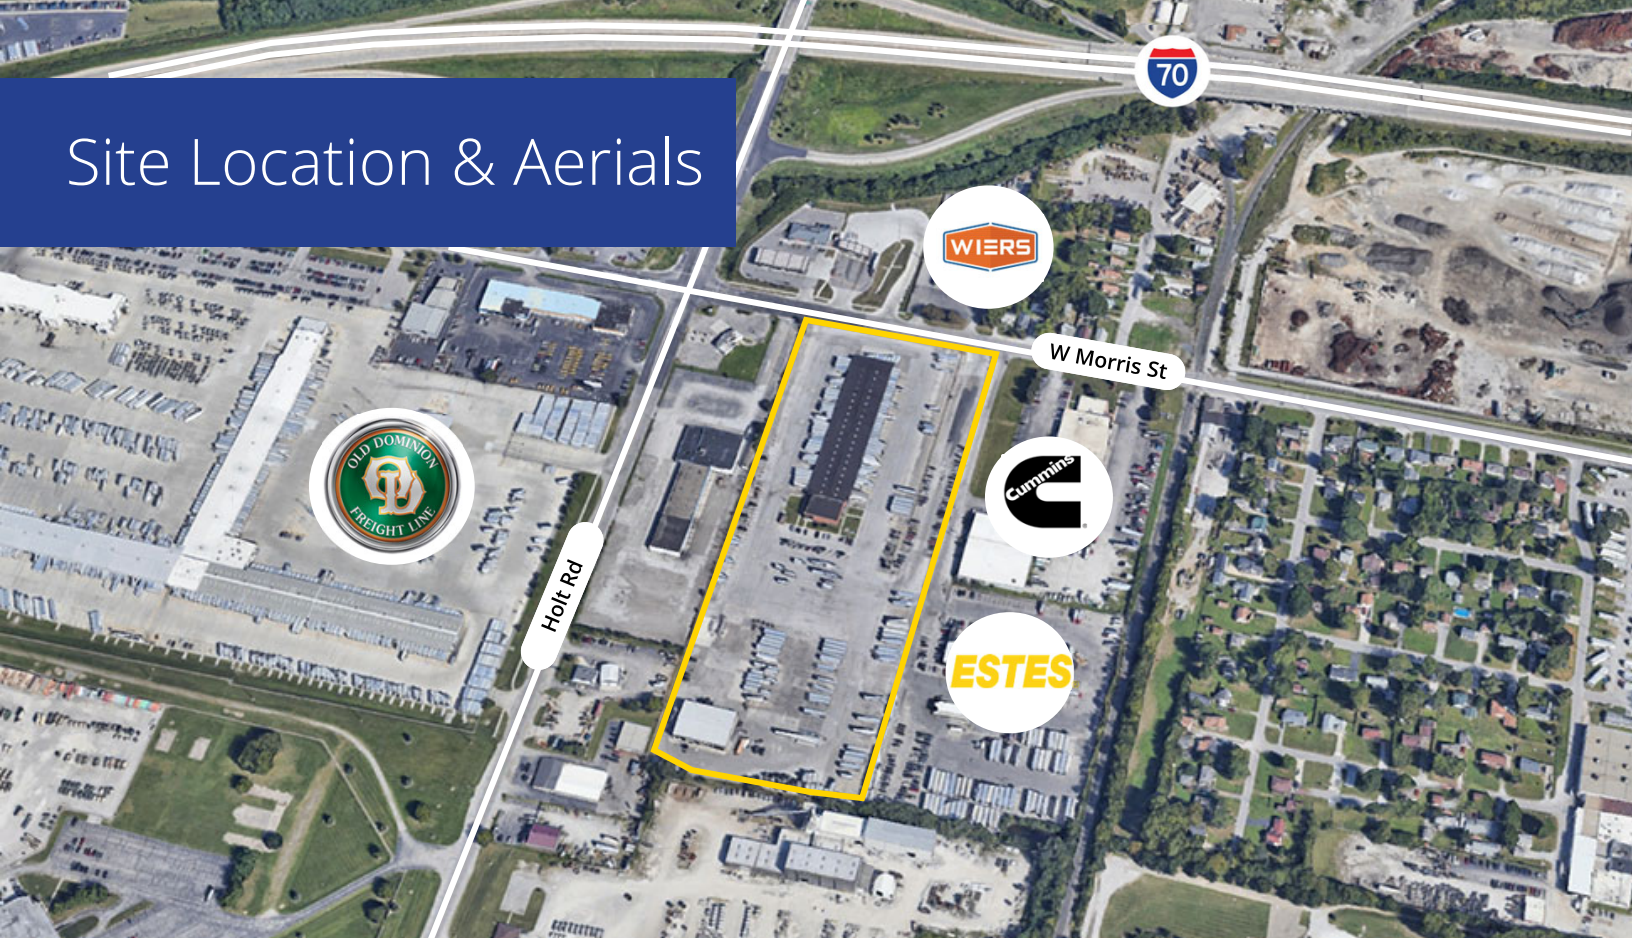 70
Site Location & Aerials
WIERS
W Morris St
OLD DOMINION
OD
FREIGHT LINE
Cummins
Holt Rd
ESTES